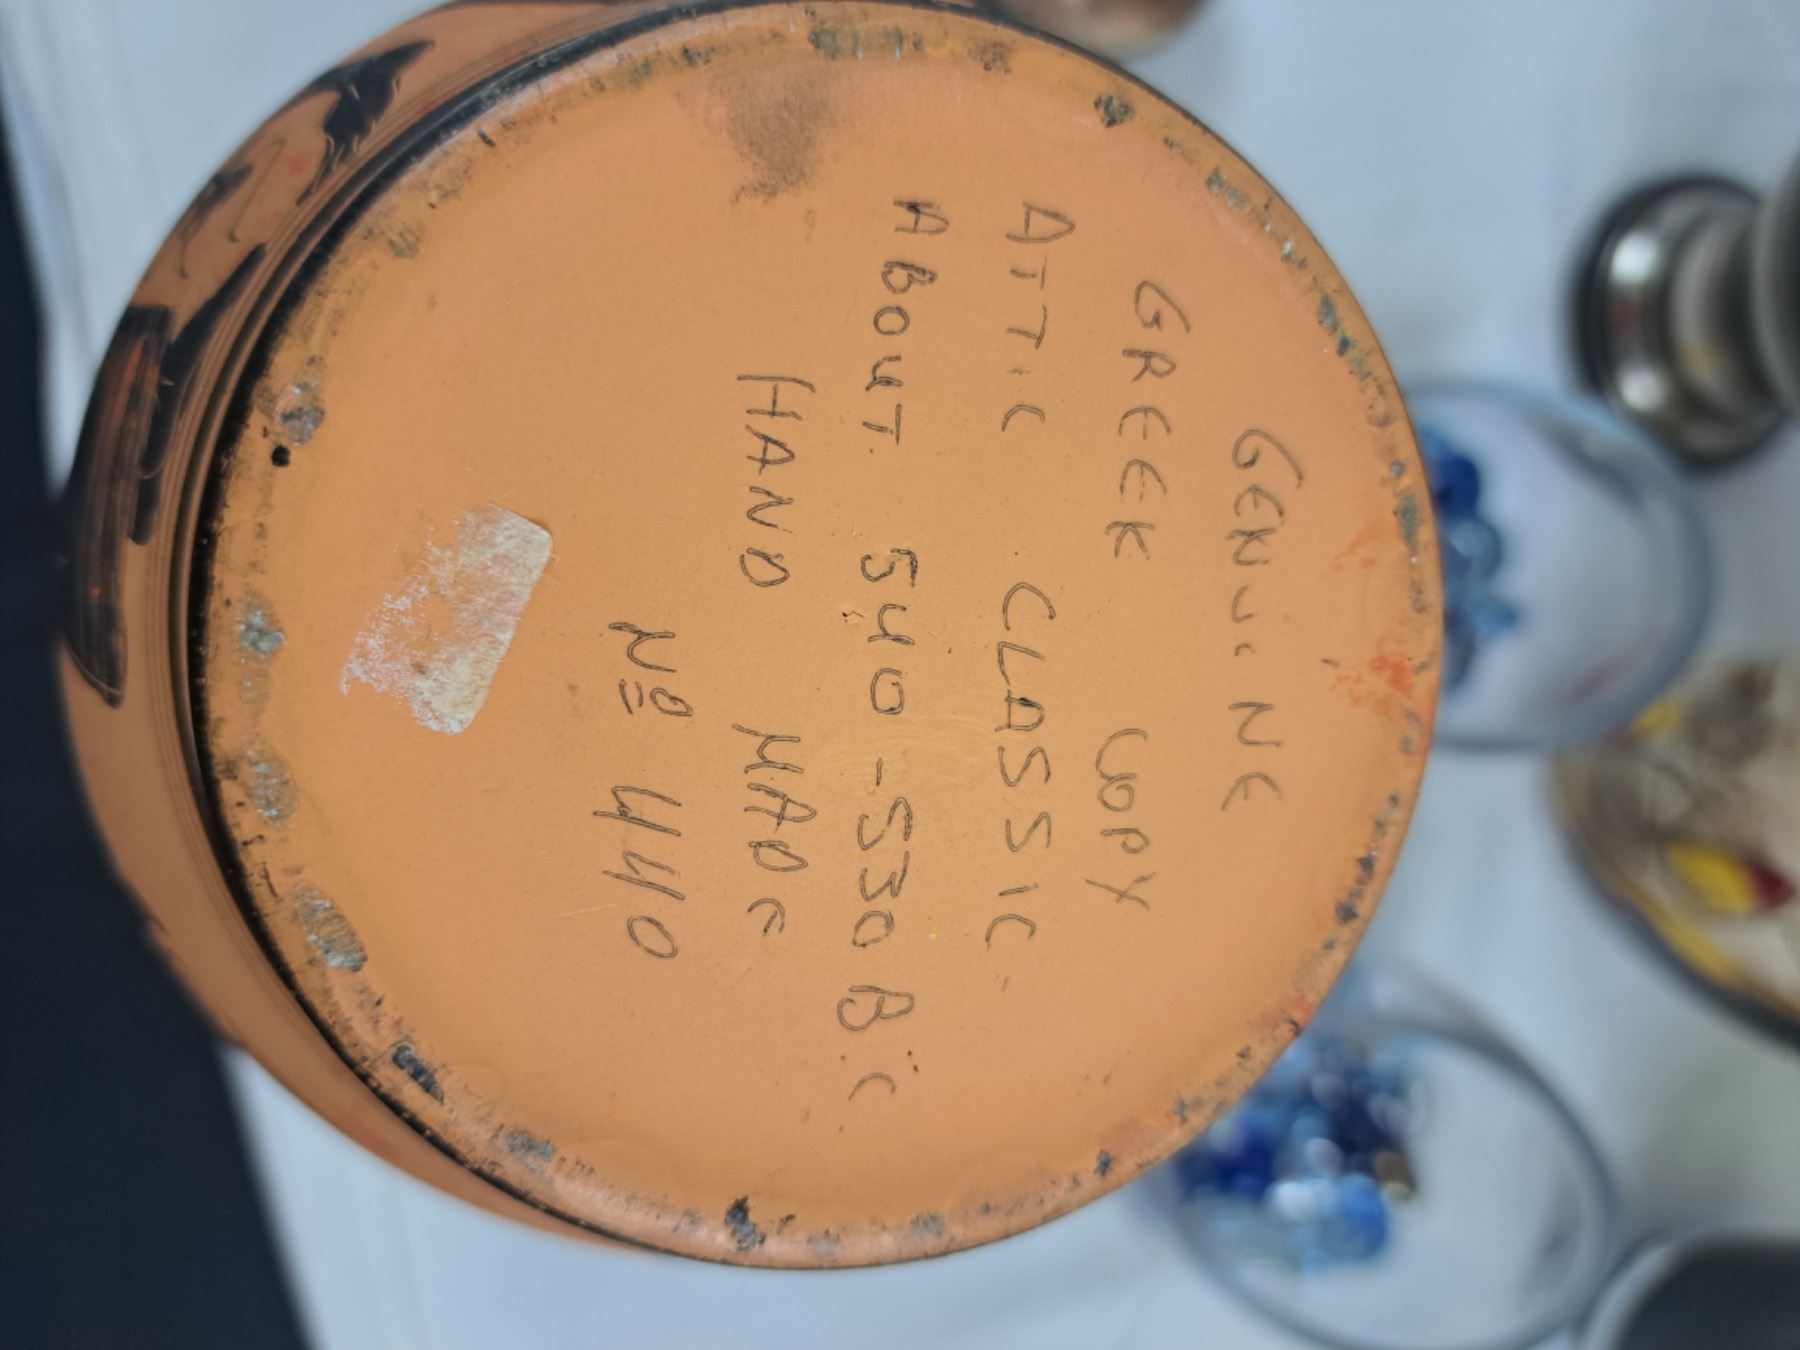 GENUINE
GREEK COPY
ATTIC CLASSIC.
ABOUT. 540-530 B.C
HAND MADE
Nº 440